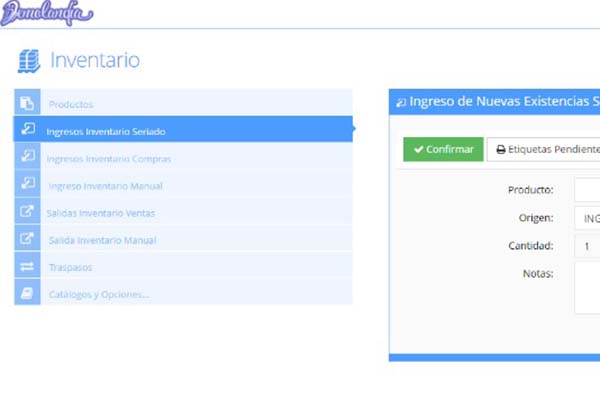 Demolandia
Inventario
Productos
Ingresos Inventario Seriado
Ingresos Inventario Compras
Ingreso Inventario Manual
Salidas Inventario Ventas
Salida Inventario Manual
Traspasos
Catálogos y Opciones...
Ingreso de Nuevas Existencias S
Confirmar Etiquetas Pendiente
Producto:
Origen: ING
Cantidad: 1
Notas: